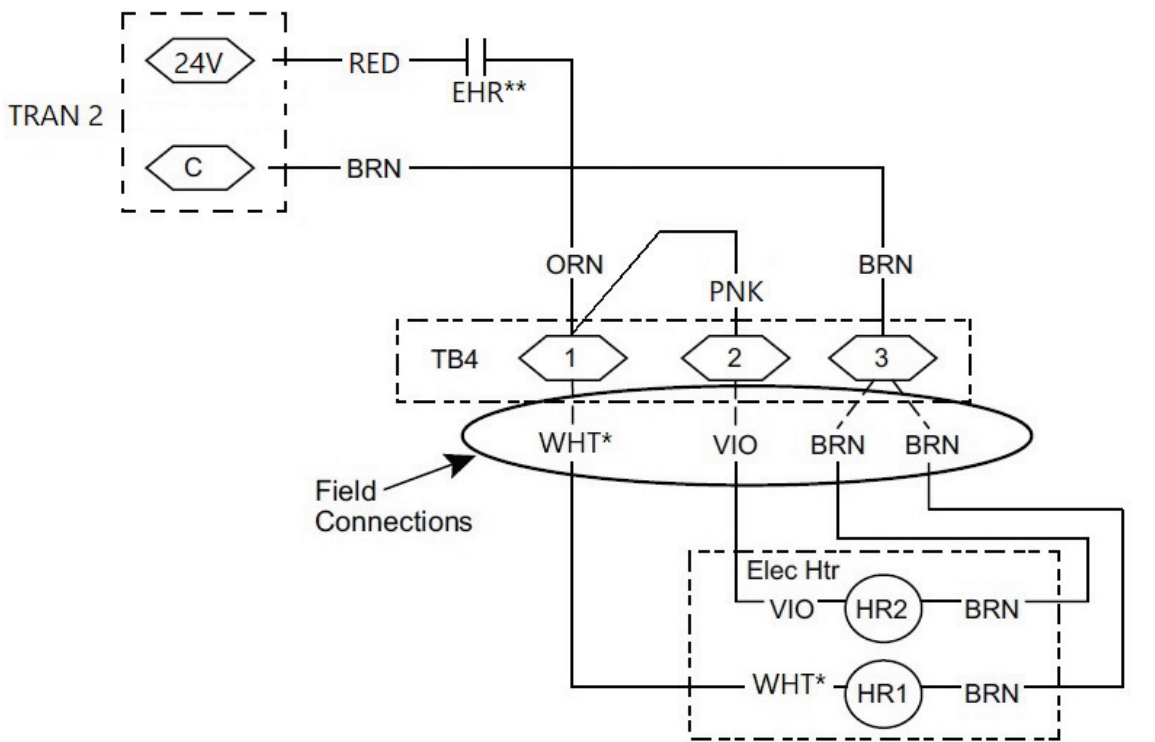 24V
RED
EHR**
TRAN 2
C
BRN
ORN
BRN
PNK
TB4
1
2
3
WHT*
VIO
BRN
BRN
Field
Connections
Elec Htr
VIO
HR2
BRN
WHT*
HR1
BRN